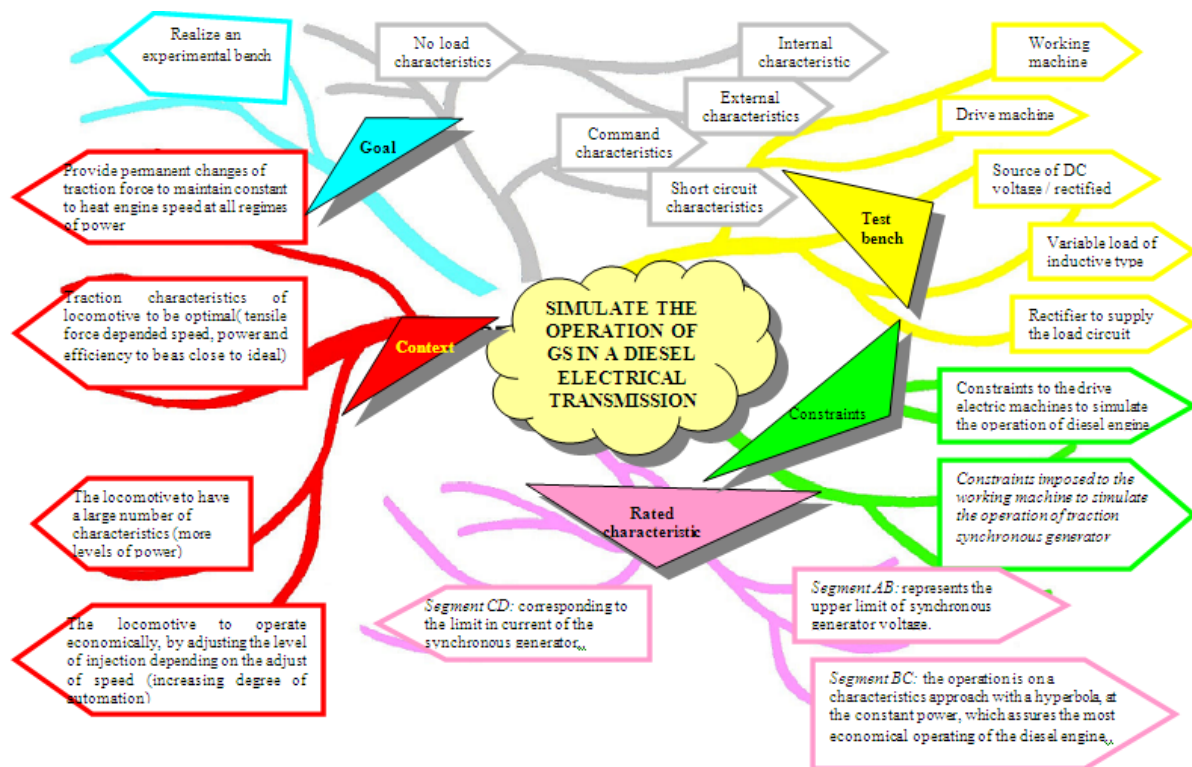 Realize an
experimental bench
No load
characteristics
Internal
characteristic
Working
machine
External
characteristics
Drive machine
Command
characteristics
Goal
Provide permanent changes of
traction force to maintain constant
to heat engine speed at all regimes
of power
Short circuit
characteristics
Source of DC
voltage / rectified
Test
bench
Variable load of
inductive type
Traction characteristics of
locomotive to be optimal( tensile
force depended speed, power and
efficiency to be as close to ideal)
Context
SIMULATE THE
OPERATION OF
GS IN A DIESEL
ELECTRICAL
TRANSMISSION
Rectifier to supply
the load circuit
Constraints
Constraints to the drive
electric machines to simulate
the operation of diesel engine
The locomotive to have
a large number of
characteristics (more
levels of power)
Rated
characteristic
Constraints imposed to the
working machine to simulate
the operation of traction
synchronous generator
Segment CD: corresponding to
the limit in current of the
synchronous generator.
Segment AB: represents the
upper limit of synchronous
generator voltage.
The locomotive to operate
economically, by adjusting the level
of injection depending on the adjust
of speed (increasing degree of
automation)
Segment BC: the operation is on a
characteristics approach with a hyperbola, at
the constant power, which assures the most
economical operating of the diesel engine.